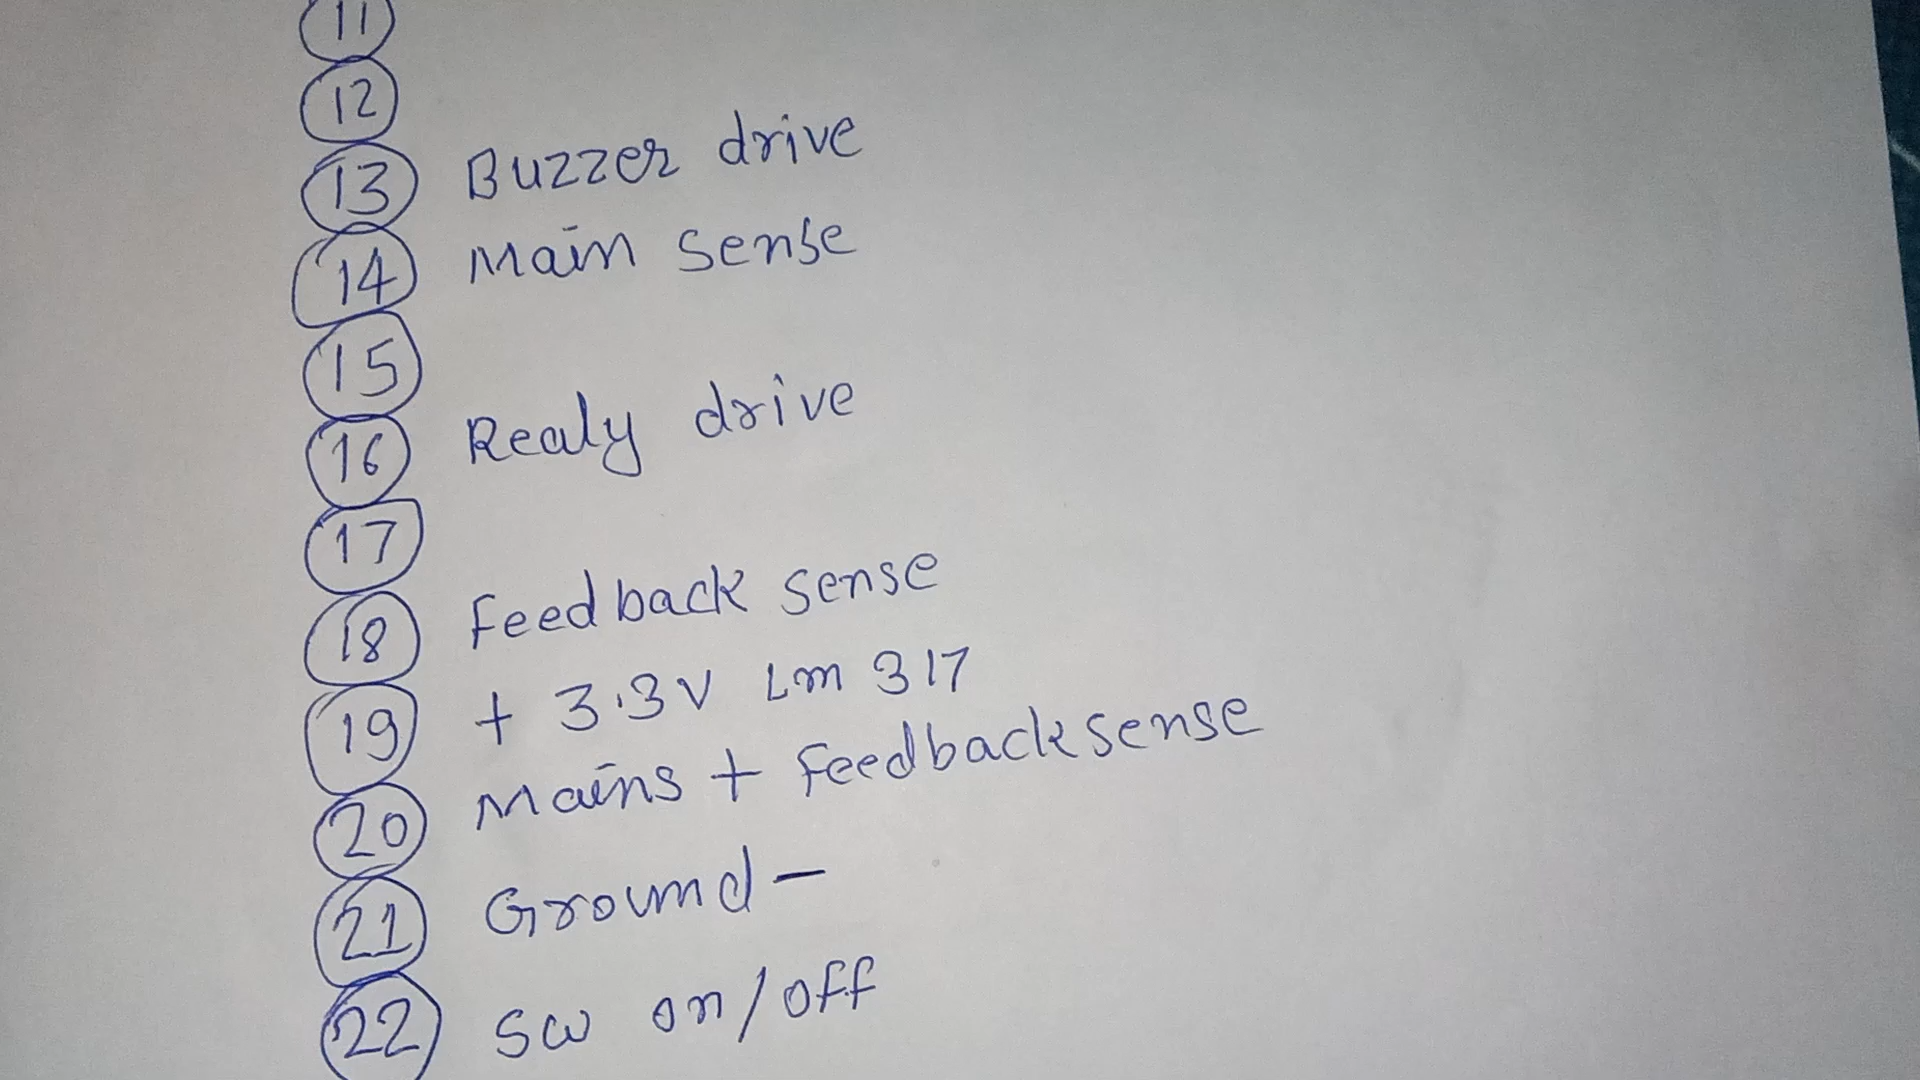 11
12
13 Buzzer drive
14 Main sense
15
16 Realy drive
17
18 Feedback sense
19 + 3.3V Lm 317
20 Mains + Feedback sense
21 Ground -
22 SW on/off